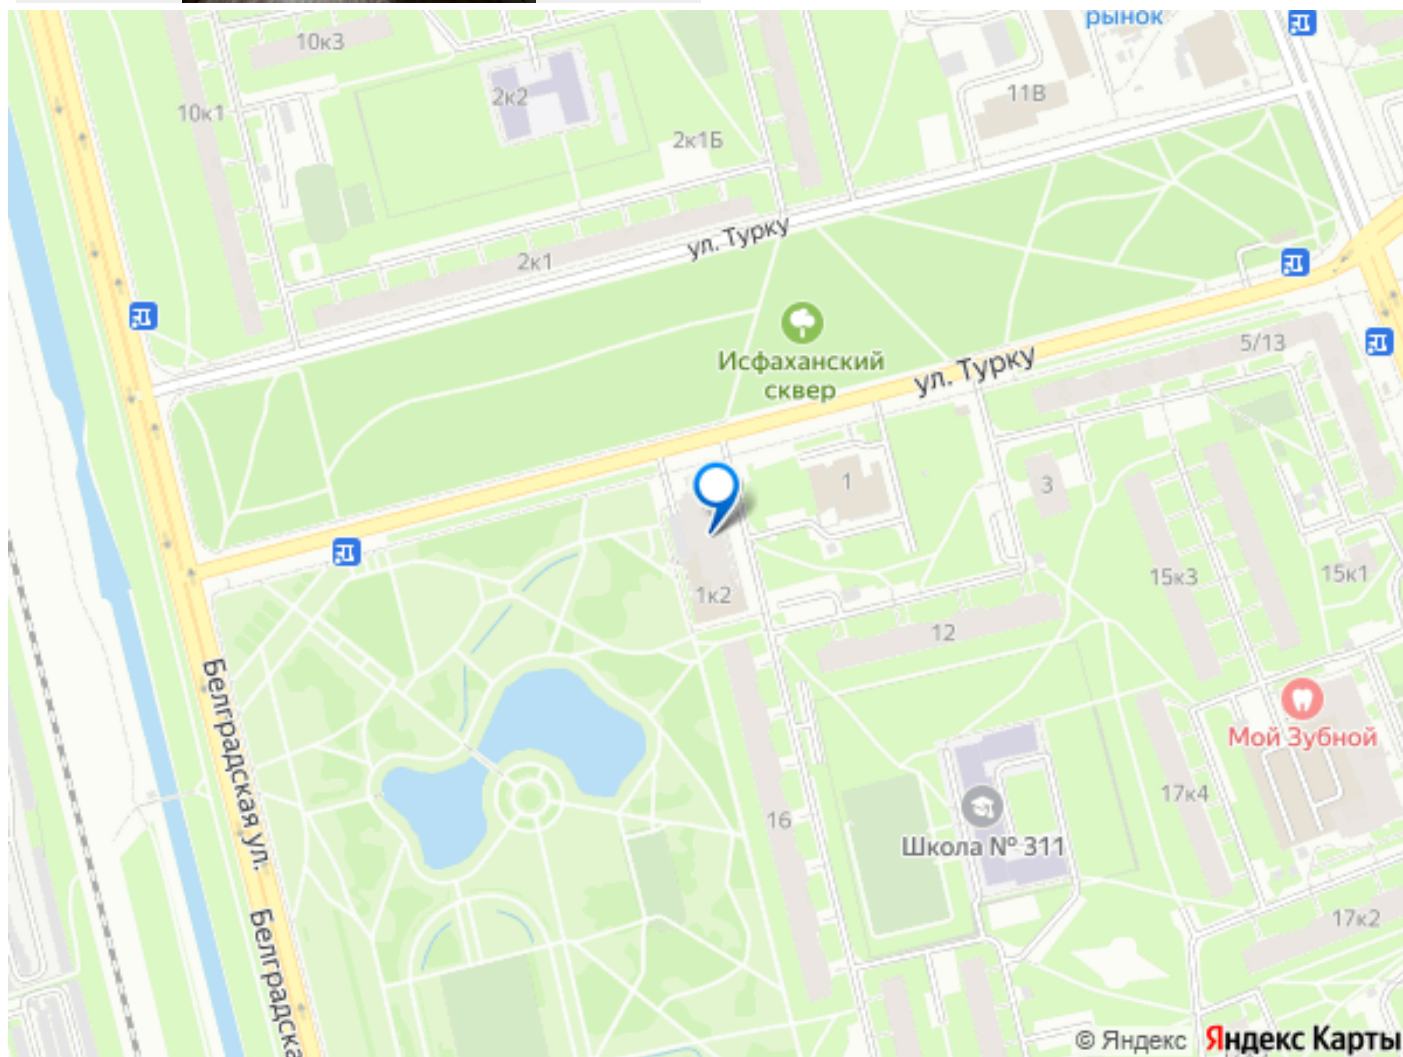 рынок
10к3
2к2
11В
10к1
2к1Б
ул. Турку
2к1
Исфаханский
сквер
ул. Турку
5/13
1
3
1к2
15к3
15к1
12
Белградская ул.
Мой Зубной
17к4
16
Школа № 311
17к2
Белградска
© Яндекс Яндекс Карты